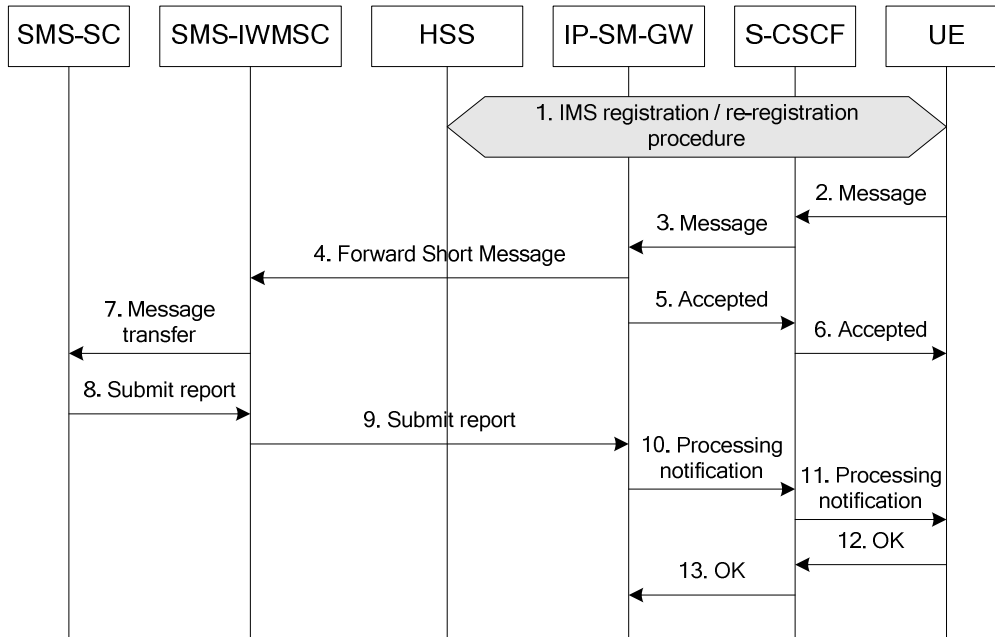 SMS-SC
SMS-IWMSC
HSS
IP-SM-GW
S-CSCF
UE
1. IMS registration / re-registration
procedure
2. Message
3. Message
4. Forward Short Message
5. Accepted
7. Message
transfer
6. Accepted
8. Submit report
9. Submit report
10. Processing
notification
11. Processing
notification
12. OK
13. OK